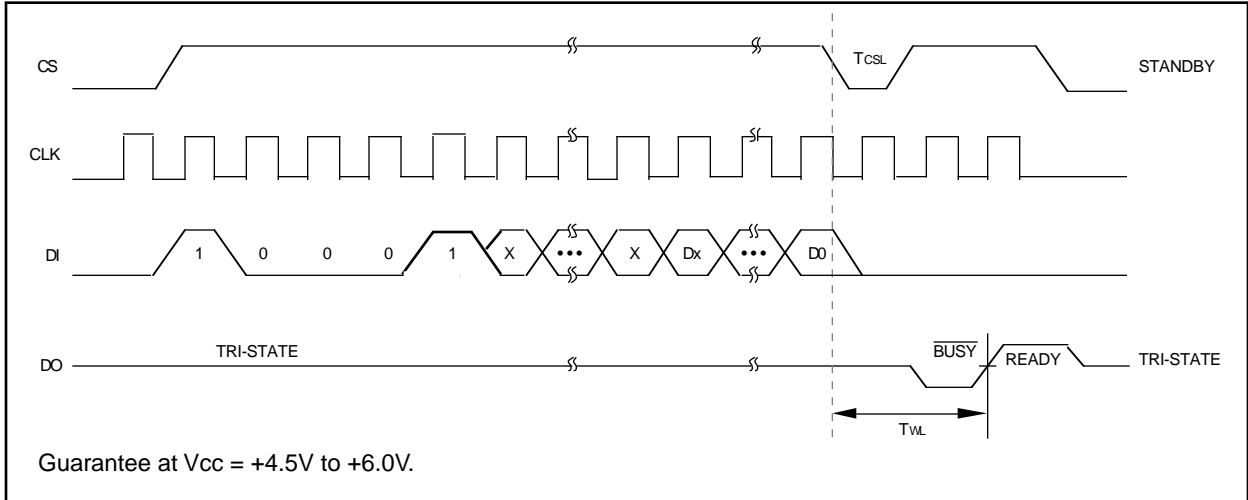 CS
TCSL
STANDBY
CLK
DI
1 0 0 0 1 X ••• X Dx ••• D0
DO
TRI-STATE
BUSY
READY
TRI-STATE
TWL
Guarantee at Vcc = +4.5V to +6.0V.